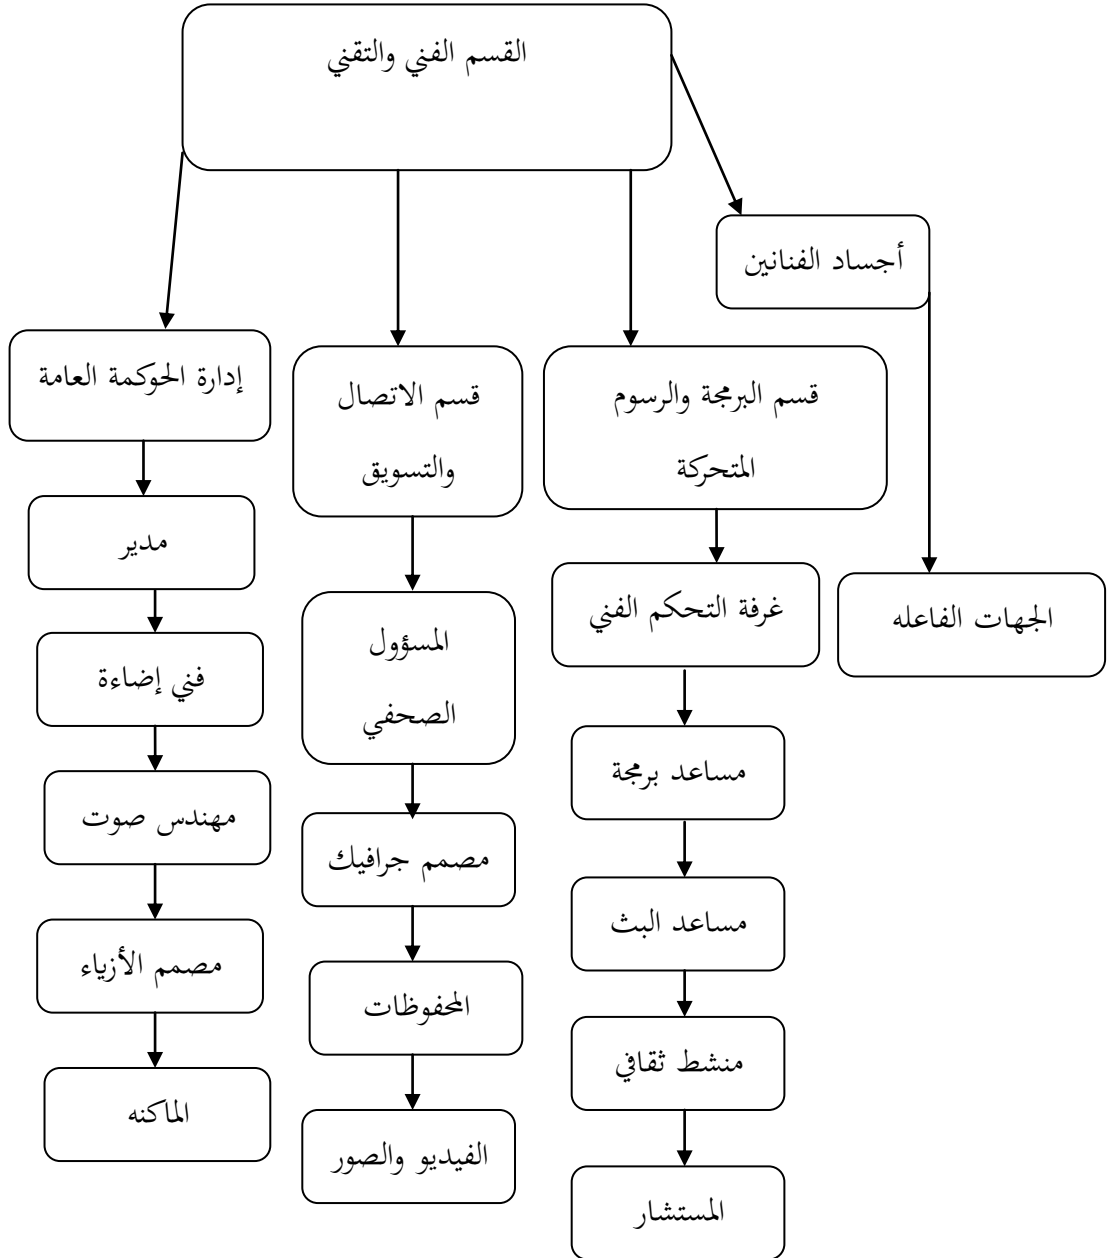 القسم الفني والتقني
أجساد الفنانين
الجهات الفاعله
قسم البرمجة والرسوم
المتحركة
غرفة التحكم الفني
مساعد برمجة
مساعد البث
منشط ثقافي
المستشار
قسم الاتصال
والتسويق
المسؤول
الصحفي
مصمم جرافيك
المحفوظات
الفيديو والصور
إدارة الحوكمة العامة
مدير
فني إضاءة
مهندس صوت
مصمم الأزياء
الماكنه